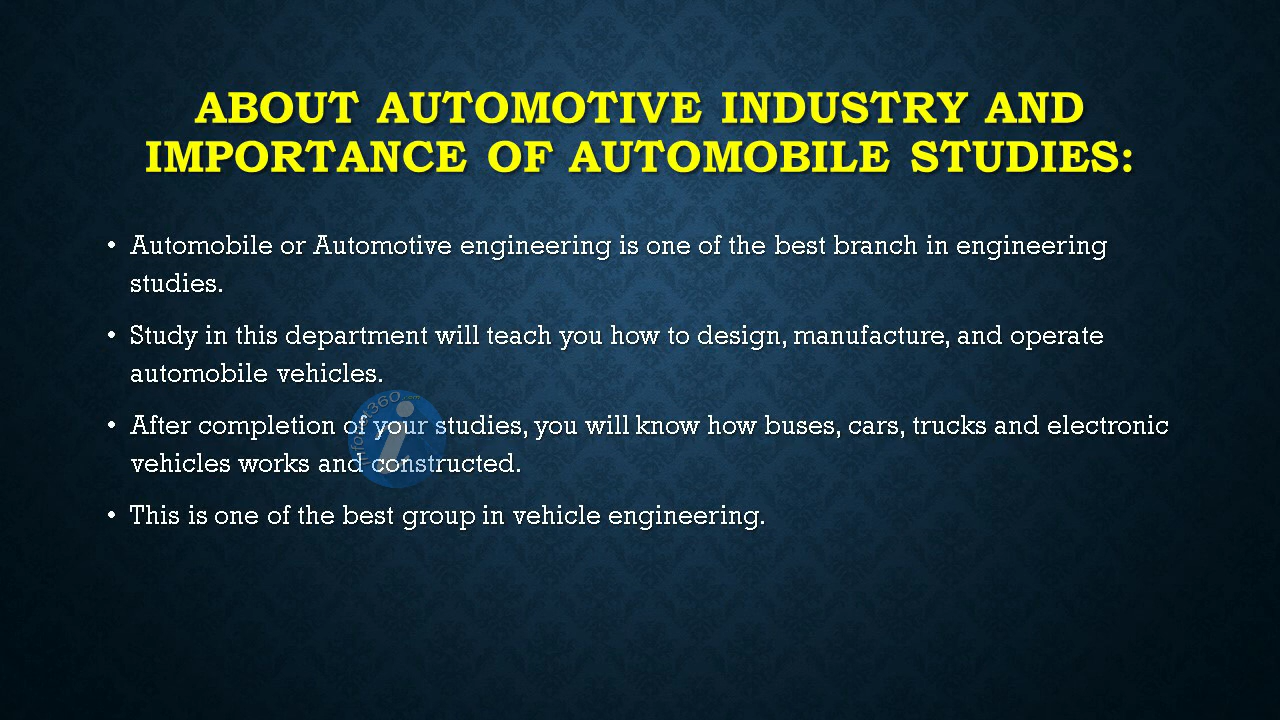 ABOUT AUTOMOTIVE INDUSTRY AND
IMPORTANCE OF AUTOMOBILE STUDIES:
• Automobile or Automotive engineering is one of the best branch in engineering
studies.
• Study in this department will teach you how to design, manufacture, and operate
automobile vehicles.
• After completion of your studies, you will know how buses, cars, trucks and electronic
vehicles works and constructed.
• This is one of the best group in vehicle engineering.